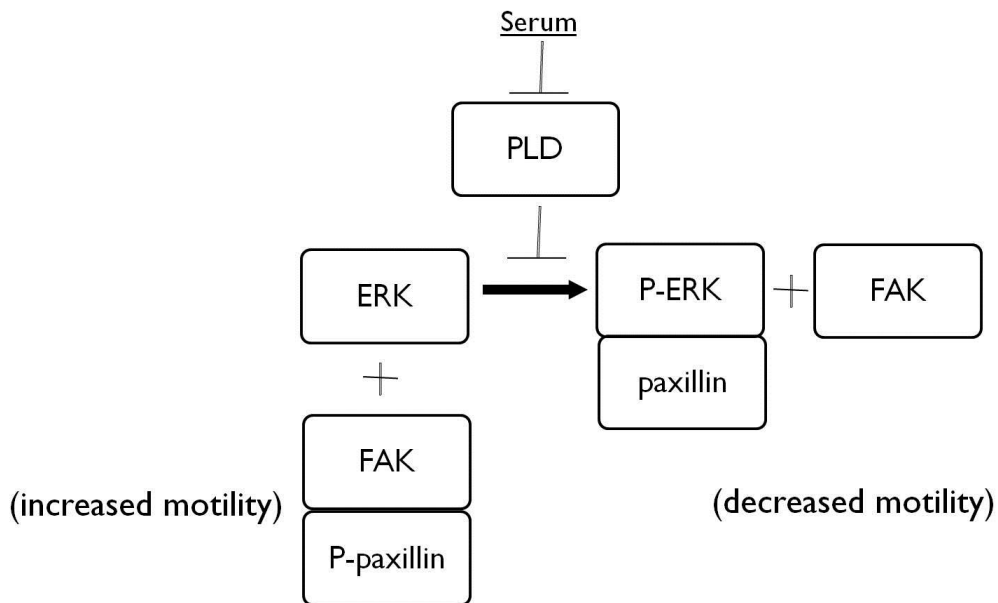 Serum
PLD
ERK
P-ERK
FAK
paxillin
FAK
(increased motility)
(decreased motility)
P-paxillin